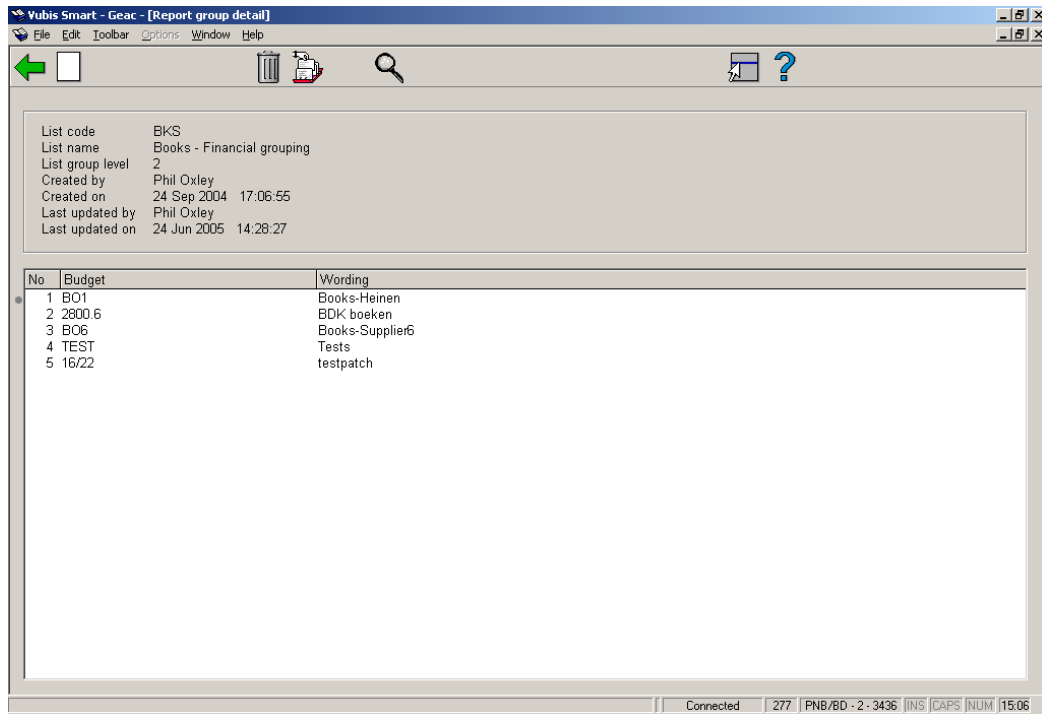 Vubis Smart - Geac - [Report group detail]
File Edit Toolbar Options Window Help
List code BKS
List name Books - Financial grouping
List group level 2
Created by Phil Oxley
Created on 24 Sep 2004 17:06:55
Last updated by Phil Oxley
Last updated on 24 Jun 2005 14:28:27
No Budget Wording
1 BO1 Books-Heinen
2 2800.6 BDK boeken
3 BO6 Books-Supplier6
4 TEST Tests
5 16/22 testpatch
Connected 277 PNB/BD - 2 - 3436 INS CAPS NUM 15:06